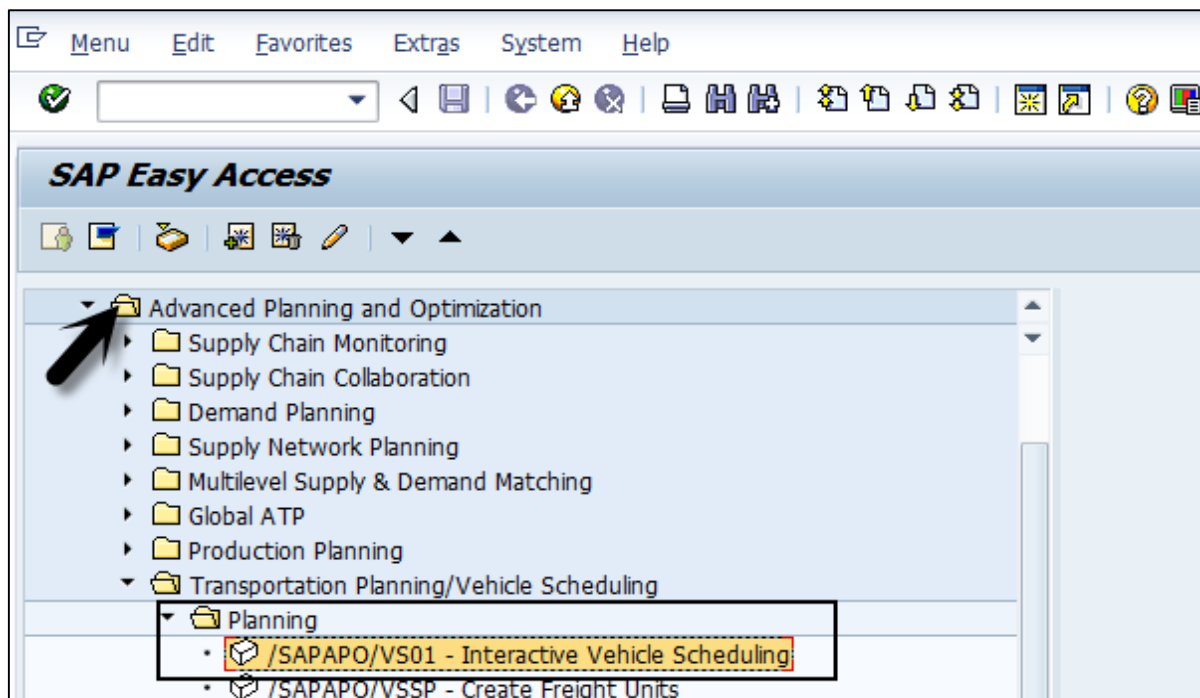 Menu Edit Favorites Extras System Help
SAP Easy Access
Advanced Planning and Optimization
Supply Chain Monitoring
Supply Chain Collaboration
Demand Planning
Supply Network Planning
Multilevel Supply & Demand Matching
Global ATP
Production Planning
Transportation Planning/Vehicle Scheduling
Planning
/SAPAPO/VS01 - Interactive Vehicle Scheduling
/SAPAPO/VSSP - Create Freight Units